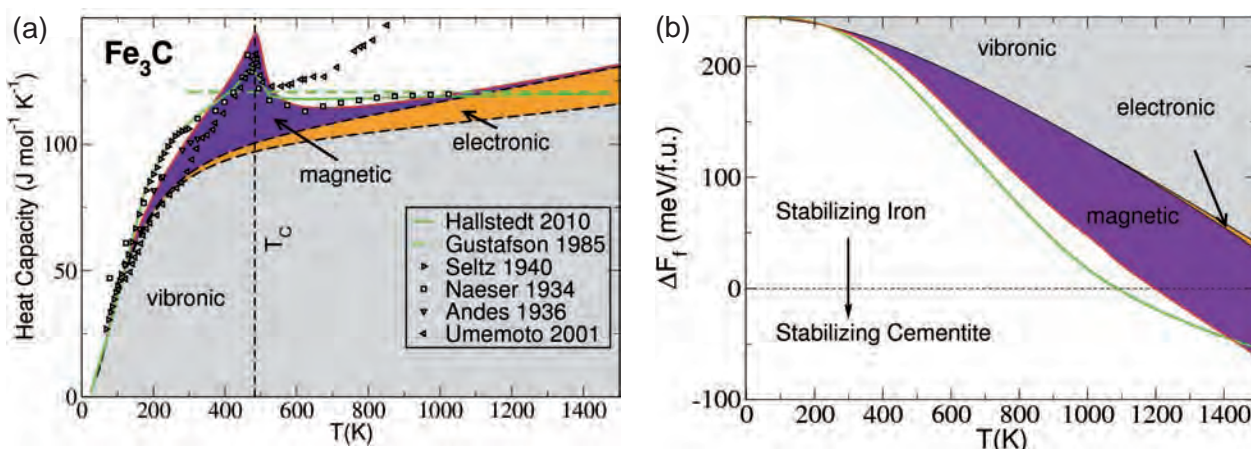 (a)
Fe3C
Heat Capacity (J mol⁻¹ K⁻¹)
100
50
0
magnetic
electronic
vibronic
TC
Hallstedt 2010
Gustafson 1985
Seltz 1940
Naeser 1934
Andes 1936
Umemoto 2001
0 200 400 600 800 1000 1200 1400
T(K)
(b)
ΔFf (meV/f.u.)
200
100
0
-100
vibronic
electronic
magnetic
Stabilizing Iron
Stabilizing Cementite
0 200 400 600 800 1000 1200 1400
T(K)